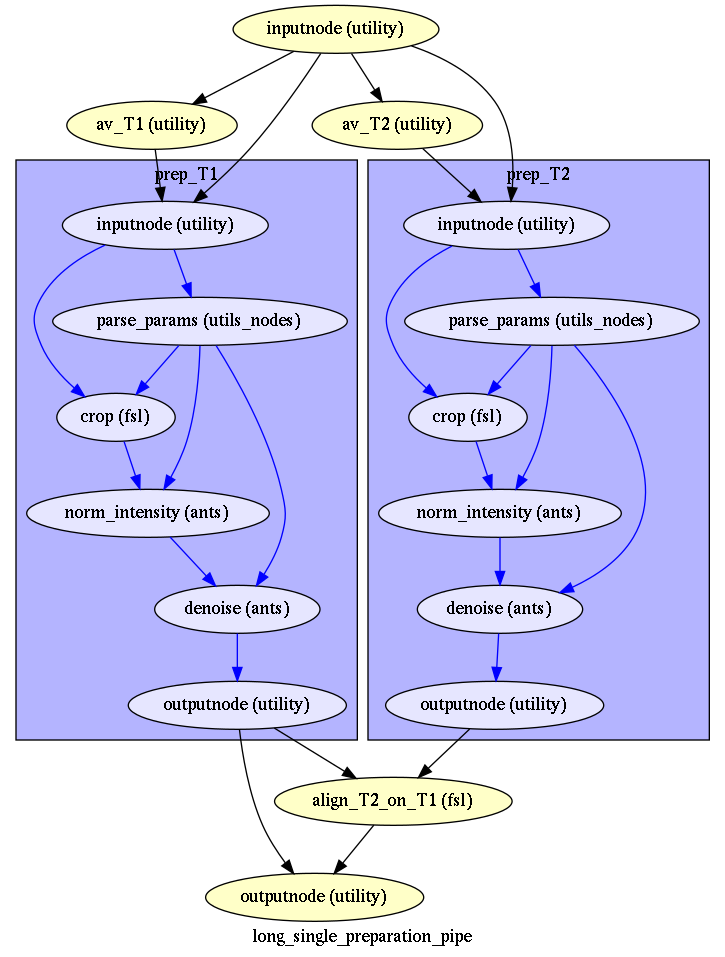 inputnode (utility)
av_T1 (utility)
av_T2 (utility)
prep_T1
prep_T2
inputnode (utility)
inputnode (utility)
parse_params (utils_nodes)
parse_params (utils_nodes)
crop (fsl)
crop (fsl)
norm_intensity (ants)
norm_intensity (ants)
denoise (ants)
denoise (ants)
outputnode (utility)
outputnode (utility)
align_T2_on_T1 (fsl)
outputnode (utility)
long_single_preparation_pipe